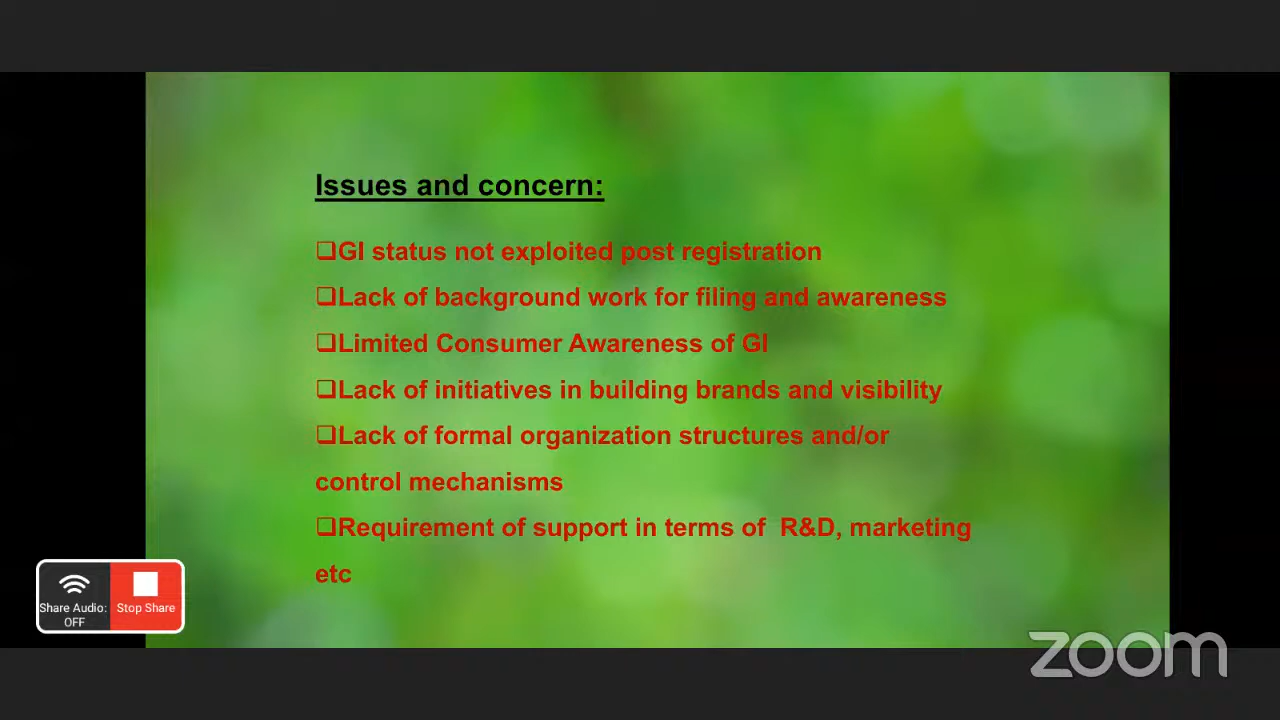 Issues and concern:
❑GI status not exploited post registration
❑Lack of background work for filing and awareness
❑Limited Consumer Awareness of GI
❑Lack of initiatives in building brands and visibility
❑Lack of formal organization structures and/or
control mechanisms
❑Requirement of support in terms of  R&D, marketing
etc
Share Audio:
OFF
Stop Share
zoom